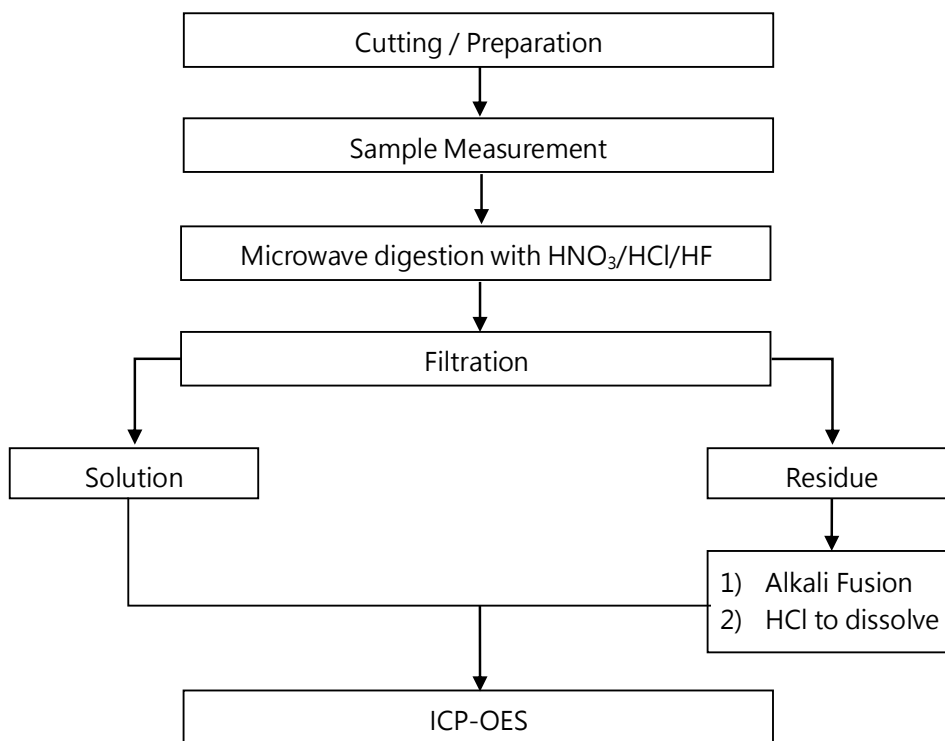 Cutting / Preparation
Sample Measurement
Microwave digestion with HNO₃/HCl/HF
Filtration
Solution
Residue
1) Alkali Fusion
2) HCl to dissolve
ICP-OES